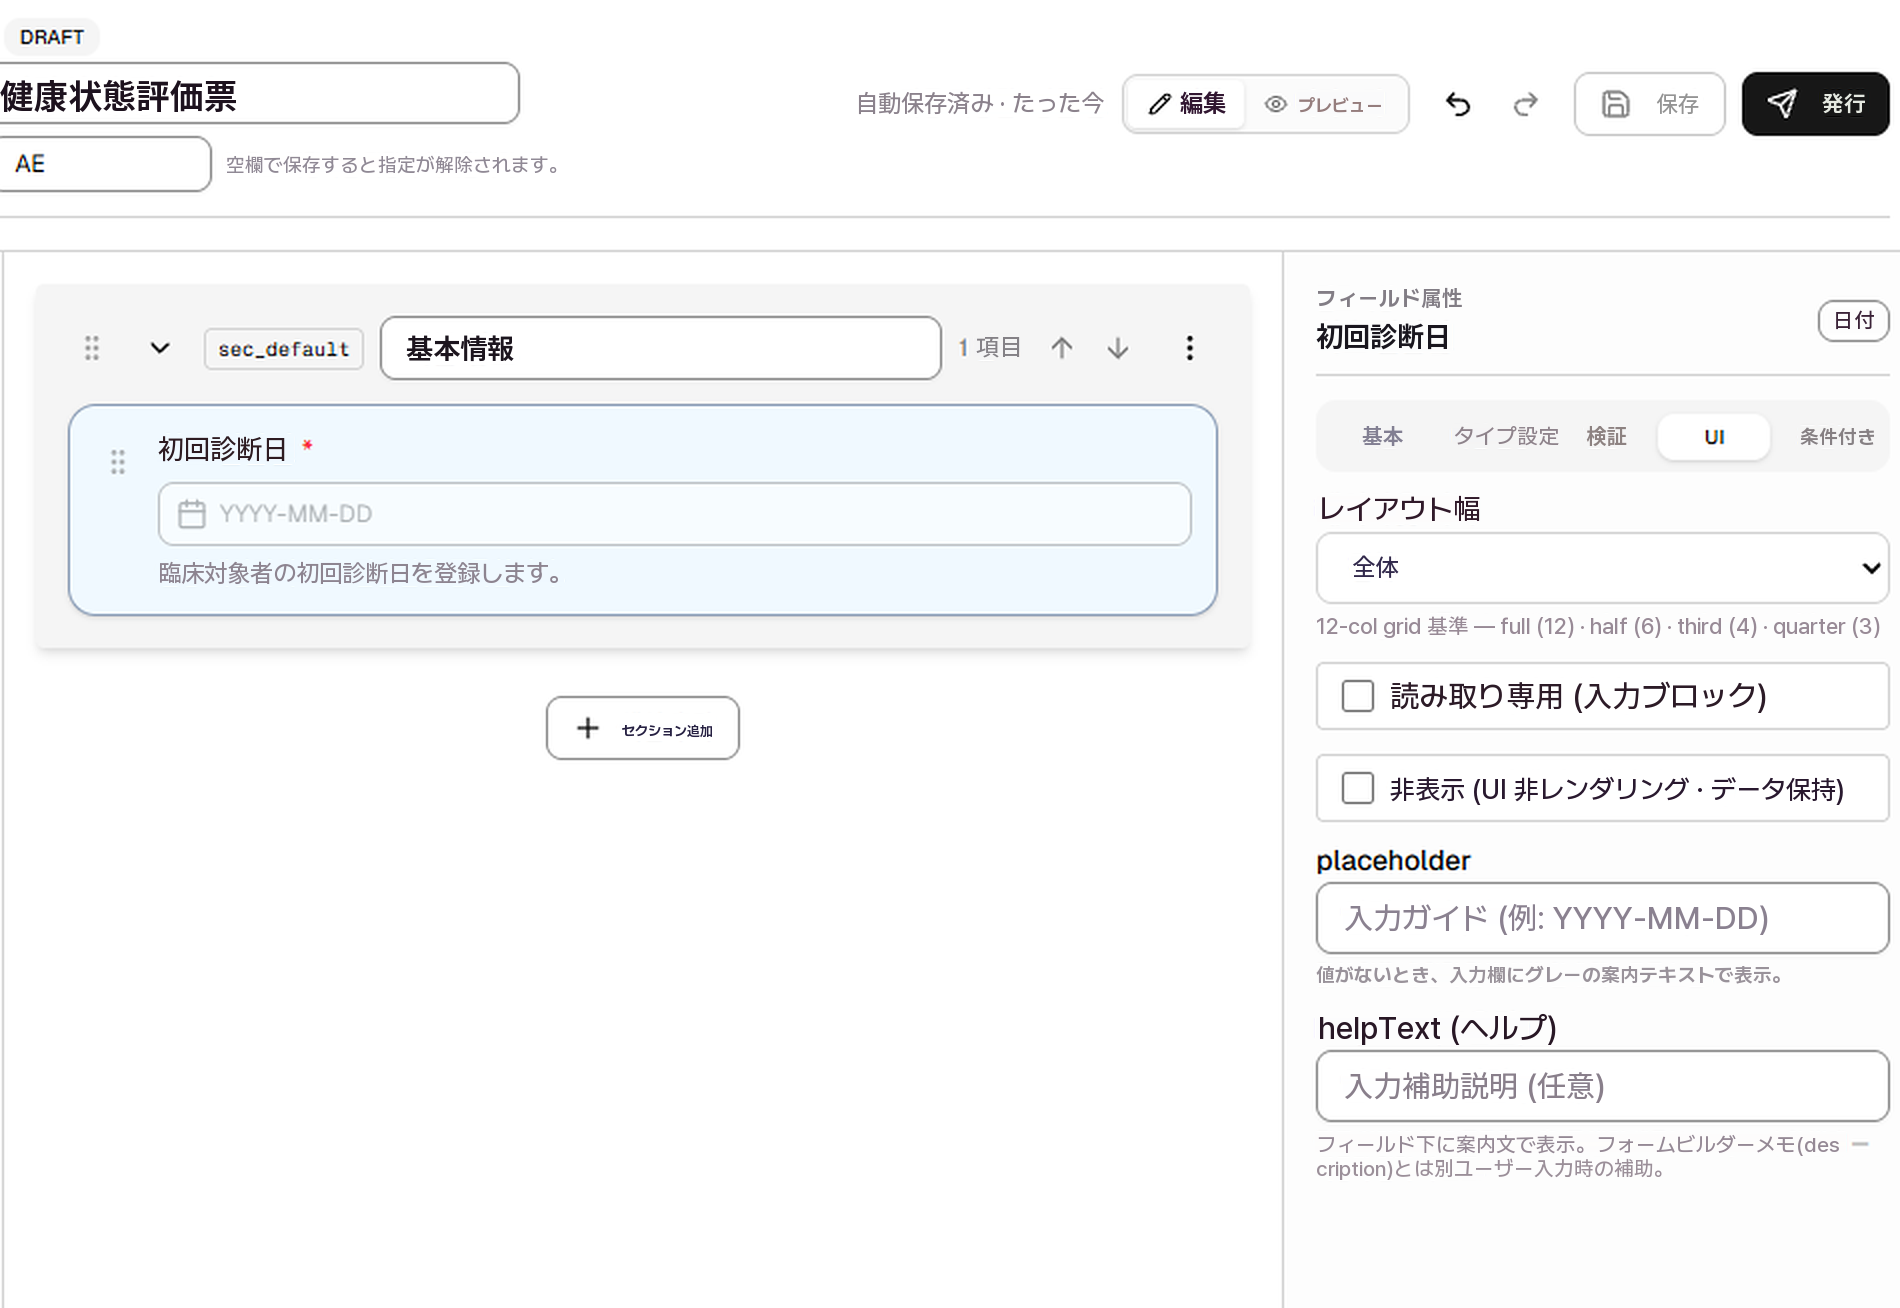 DRAFT
健康状態評価票
自動保存済み · たった今
編集
プレビュー
保存
発行
AE
空欄で保存すると指定が解除されます。
sec_default
基本情報
1 項目
初回診断日 *
YYYY-MM-DD
臨床対象者の初回診断日を登録します。
セクション追加
フィールド属性
初回診断日
日付
基本
タイプ設定
検証
UI
条件付き
レイアウト幅
全体
12-col grid 基準 — full (12) · half (6) · third (4) · quarter (3)
読み取り専用 (入力ブロック)
非表示 (UI 非レンダリング · データ保持)
placeholder
入力ガイド (例: YYYY-MM-DD)
値がないとき、入力欄にグレーの案内テキストで表示。
helpText (ヘルプ)
入力補助説明 (任意)
フィールド下に案内文で表示。フォームビルダーメモ(des —
cription)とは別ユーザー入力時の補助。